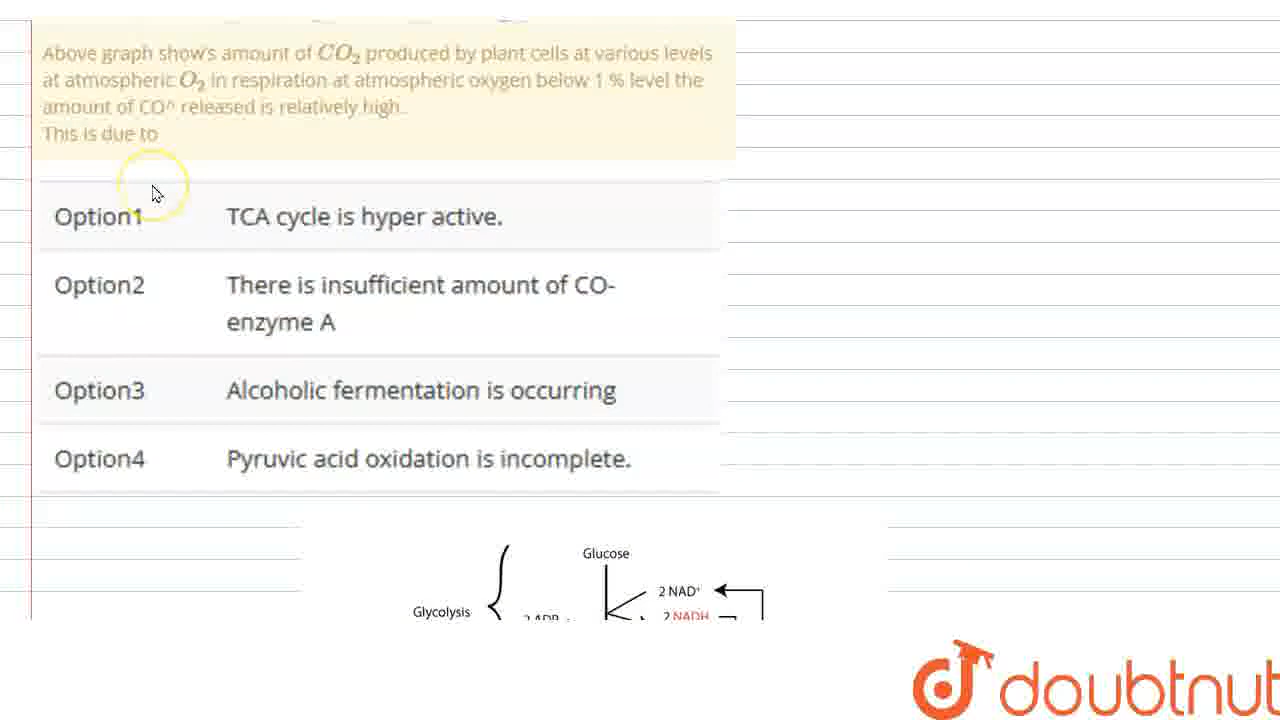 Above graph show's amount of CO₂ produced by plant cells at various levels
at atmospheric O₂ In respiration at atmospheric oxygen below 1 % level the
amount of CO^ released is relatively high.
This is due to
Option1 TCA cycle is hyper active.
Option2 There is insufficient amount of CO-
enzyme A
Option3 Alcoholic fermentation is occurring
Option4 Pyruvic acid oxidation is incomplete.
Glucose
2 NAD⁺
Glycolysis
2 ADP
2 NADH
doubtnut